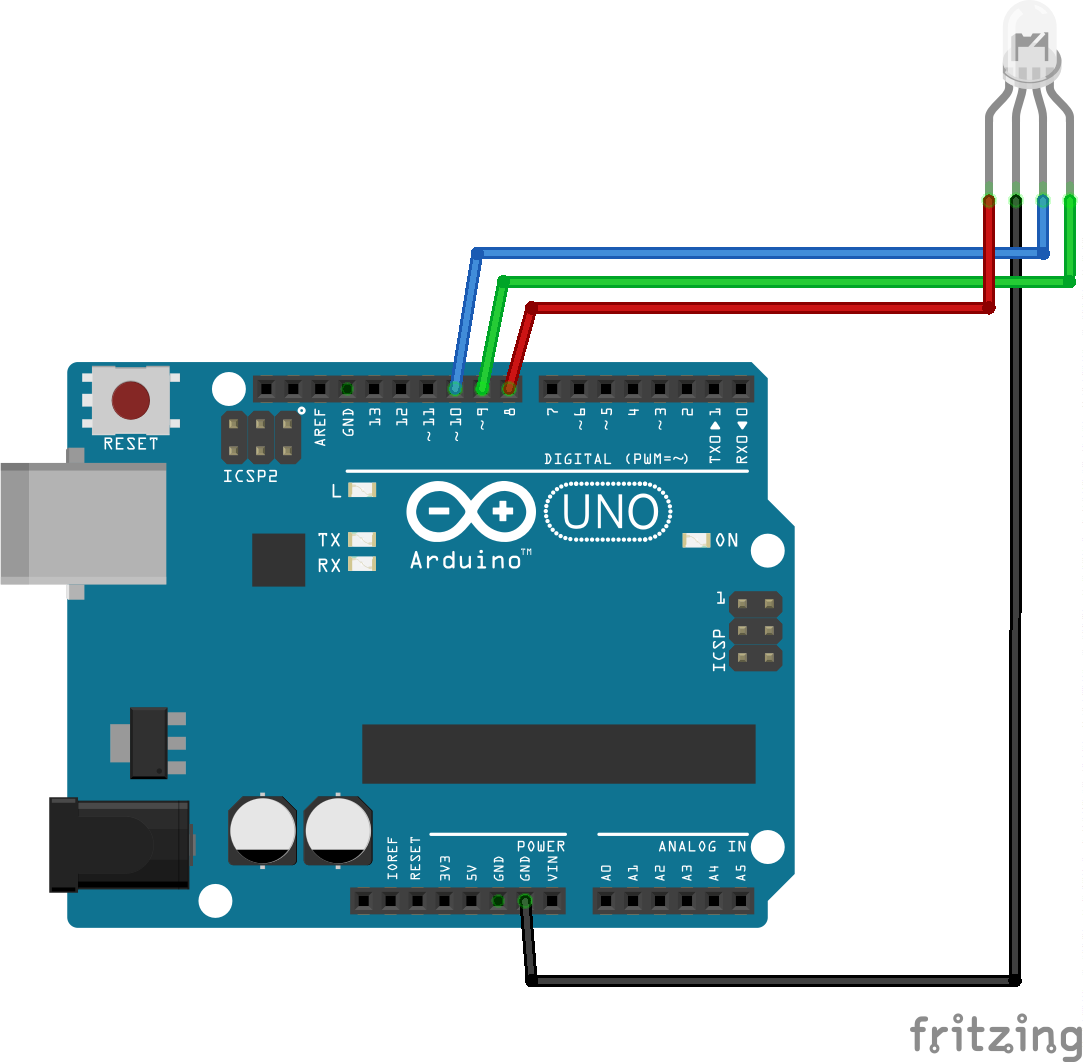 RESET
ICSP2
AREF
GND
13
12
~11
~10
~9
8
7
~6
~5
4
~3
2
TX0▶1
RX0◀0
DIGITAL (PWM=~)
L
TX
RX
Arduino™
UNO
ON
1
ICSP
POWER
ANALOG IN
IOREF
RESET
3V3
5V
GND
GND
VIN
A0
A1
A2
A3
A4
A5
fritzing